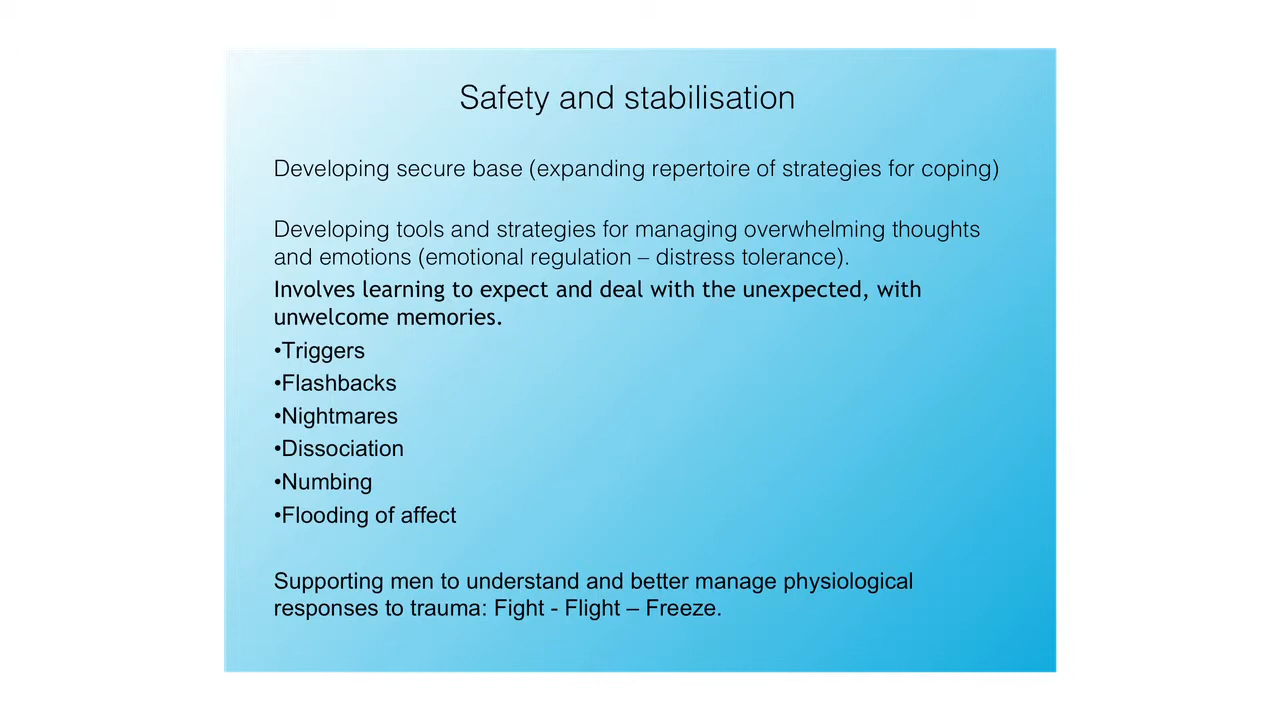 Safety and stabilisation
Developing secure base (expanding repertoire of strategies for coping)
Developing tools and strategies for managing overwhelming thoughts
and emotions (emotional regulation – distress tolerance).
Involves learning to expect and deal with the unexpected, with
unwelcome memories.
•Triggers
•Flashbacks
•Nightmares
•Dissociation
•Numbing
•Flooding of affect
Supporting men to understand and better manage physiological
responses to trauma: Fight - Flight – Freeze.